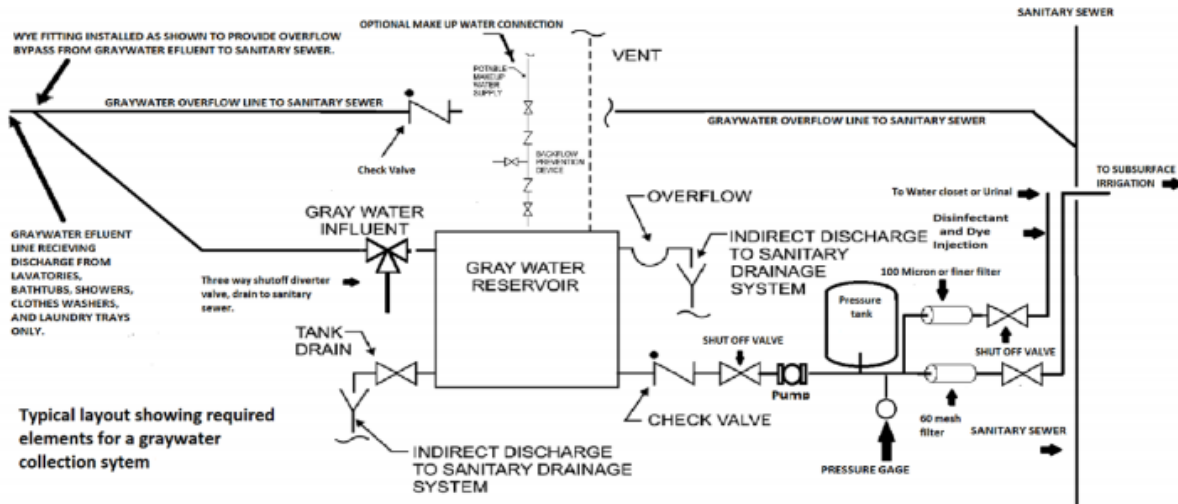 SANITARY SEWER
OPTIONAL MAKE UP WATER CONNECTION
WYE FITTING INSTALLED AS SHOWN TO PROVIDE OVERFLOW
BYPASS FROM GRAYWATER EFLUENT TO SANITARY SEWER.
VENT
POTABLE
MAKEUP
WATER
SUPPLY
GRAYWATER OVERFLOW LINE TO SANITARY SEWER
GRAYWATER OVERFLOW LINE TO SANITARY SEWER
Check Valve
BACKFLOW
PREVENTION
DEVICE
TO SUBSURFACE
IRRIGATION
To Water closet or Urinal
OVERFLOW
GRAY WATER
INFLUENT
Disinfectant
and Dye
Injection
GRAYWATER EFLUENT
LINE RECIEVING
DISCHARGE FROM
LAVATORIES,
BATHTUBS, SHOWERS,
CLOTHES WASHERS,
AND LAUNDRY TRAYS
ONLY.
INDIRECT DISCHARGE
TO SANITARY
DRAINAGE
SYSTEM
GRAY WATER
RESERVOIR
Three way shutoff diverter
valve, drain to sanitary
sewer.
100 Micron or finer filter
Pressure
tank
TANK
DRAIN
SHUT OFF VALVE
SHUT OFF VALVE
Pump
CHECK VALVE
60 mesh
filter
SANITARY SEWER
Typical layout showing required
elements for a graywater
collection sytem
INDIRECT DISCHARGE
TO SANITARY DRAINAGE
SYSTEM
PRESSURE GAGE